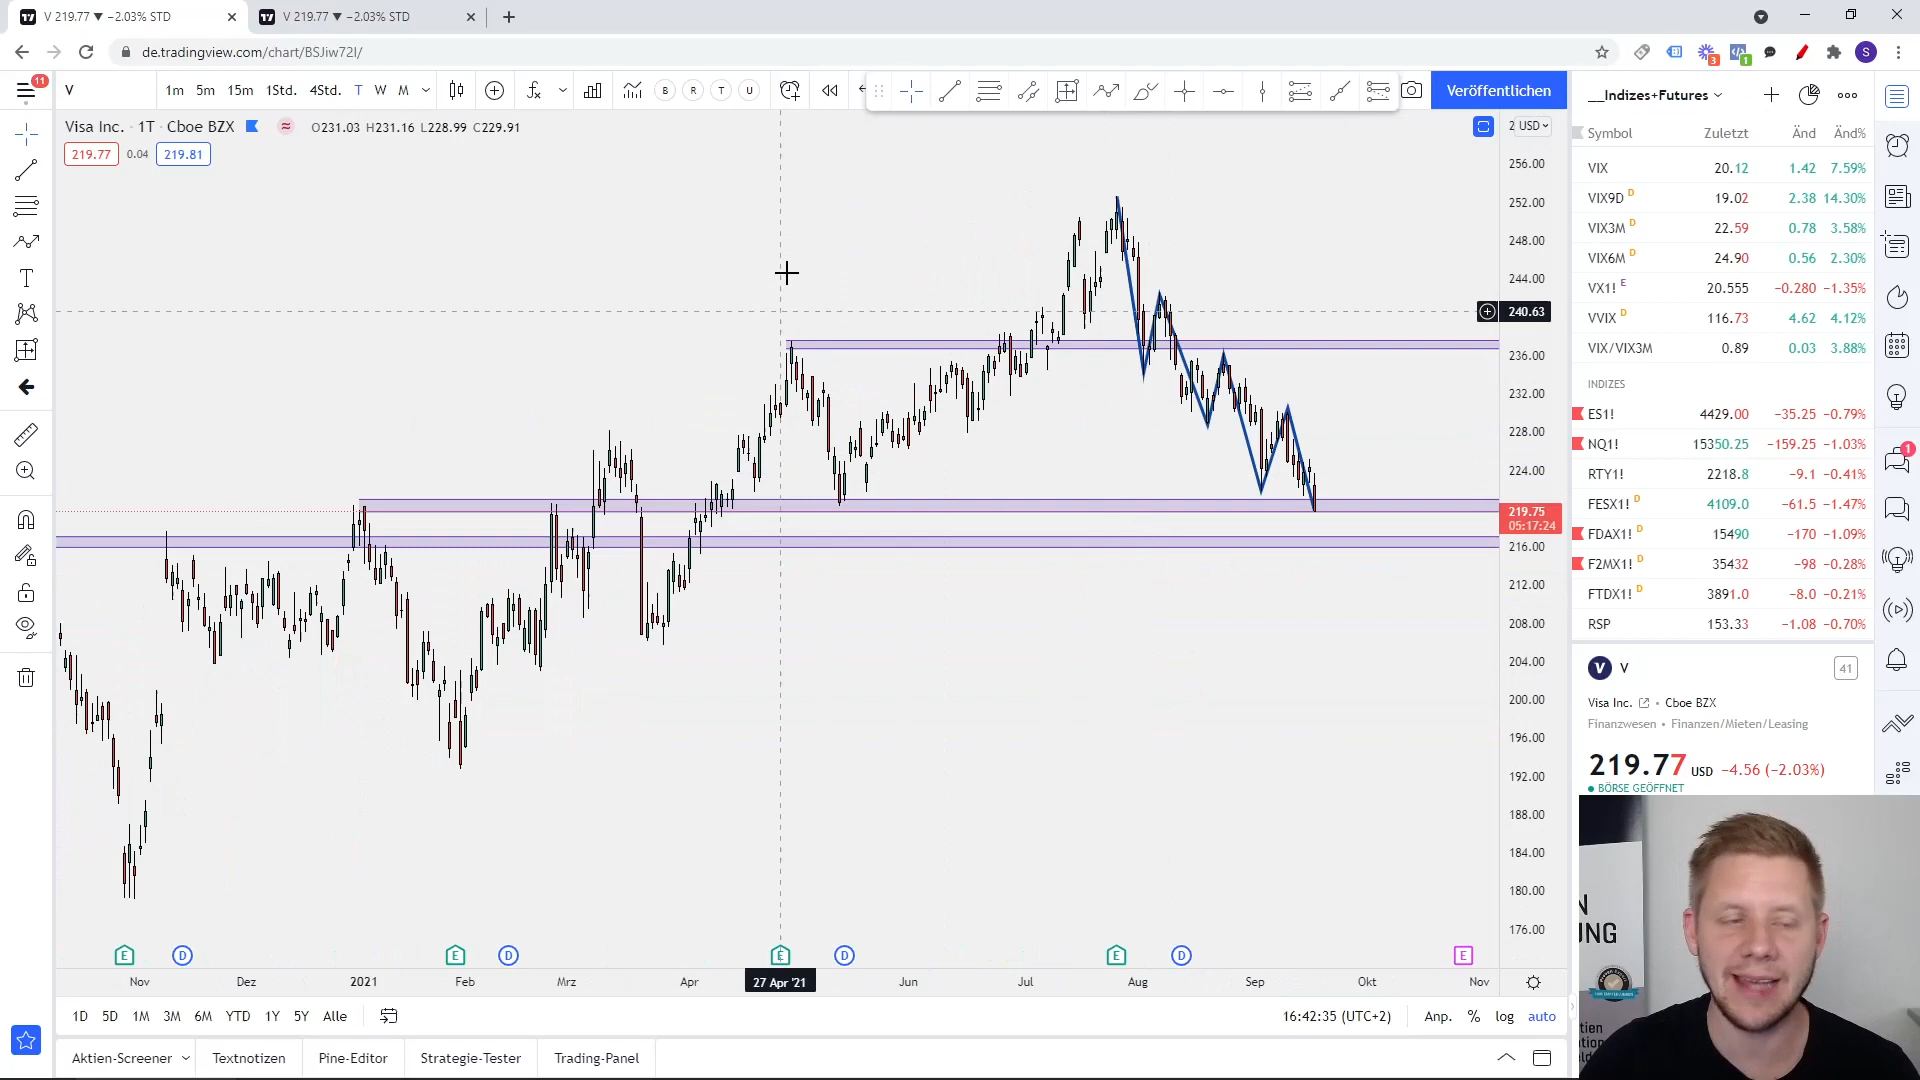 V 219.77 ▼ −2.03% STD
V 219.77 ▼ −2.03% STD
de.tradingview.com/chart/BSJiw72l/
S
3
1
11
V
1m 5m 15m 1Std. 4Std. T W M
B R T U
Veröffentlichen
Visa Inc. · 1T · Cboe BZX
O231.03 H231.16 L228.99 C229.91
219.77 0.04 219.81
USD
256.00
252.00
248.00
244.00
240.63
236.00
232.00
228.00
224.00
219.75
05:17:24
216.00
212.00
208.00
204.00
200.00
196.00
192.00
188.00
184.00
180.00
176.00
E D E D E D E D E
Nov Dez 2021 Feb Mrz Apr 27 Apr '21 Jun Jul Aug Sep Okt Nov
1D 5D 1M 3M 6M YTD 1Y 5Y Alle
16:42:35 (UTC+2) Anp. % log auto
Aktien-Screener Textnotizen Pine-Editor Strategie-Tester Trading-Panel
__Indizes+Futures
Symbol Zuletzt Änd Änd%
VIX 20.12 1.42 7.59%
VIX9D D 19.02 2.38 14.30%
VIX3M D 22.59 0.78 3.58%
VIX6M D 24.90 0.56 2.30%
VX1! E 20.555 −0.280 −1.35%
VVIX D 116.73 4.62 4.12%
VIX/VIX3M 0.89 0.03 3.88%
INDIZES
ES1! 4429.00 −35.25 −0.79%
NQ1! 15350.25 −159.25 −1.03%
RTY1! 2218.8 −9.1 −0.41%
FESX1! D 4109.0 −61.5 −1.47%
FDAX1! D 15490 −170 −1.09%
F2MX1! D 35432 −98 −0.28%
FTDX1! D 3891.0 −8.0 −0.21%
RSP 153.33 −1.08 −0.70%
1
V V 41
Visa Inc. • Cboe BZX
Finanzwesen • Finanzen/Mieten/Leasing
219.77 USD −4.56 (−2.03%)
BÖRSE GEÖFFNET